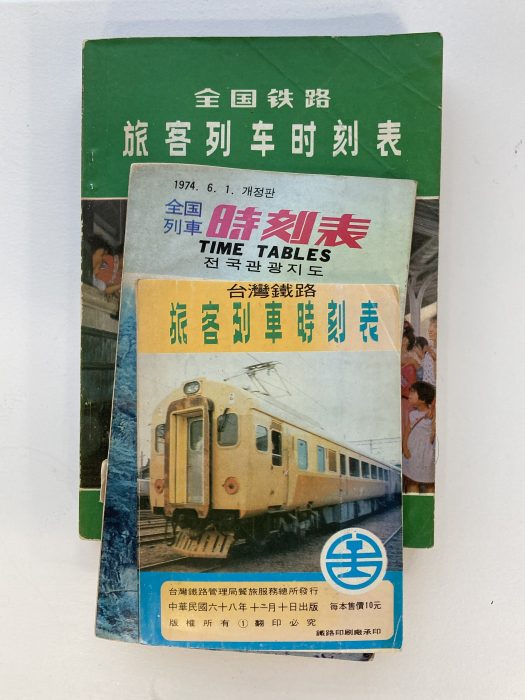 全国铁路
旅客列车时刻表
1974. 6. 1. 개정판
全国
列車
時刻表
TIME TABLES
전국관광지도
台灣鐵路
旅客列車時刻表
台灣鐵路管理局餐旅服務總所發行
中華民國六十八年十二月十日出版
每本售價10元
版權所有①翻印必究
鐵路印刷廠承印